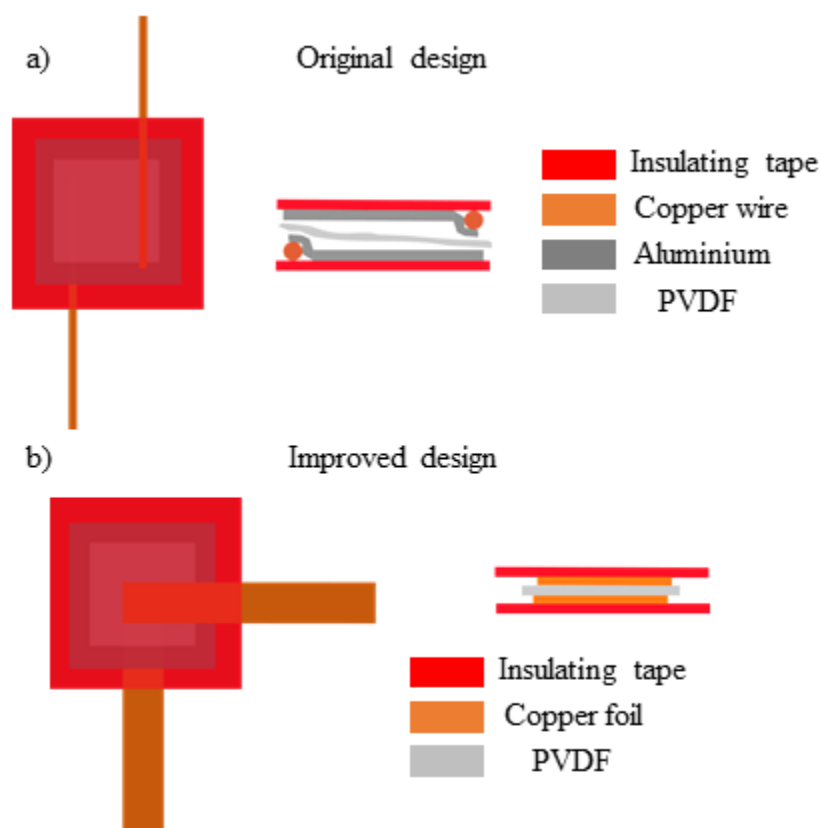 a)
Original design
Insulating tape
Copper wire
Aluminium
PVDF
b)
Improved design
Insulating tape
Copper foil
PVDF